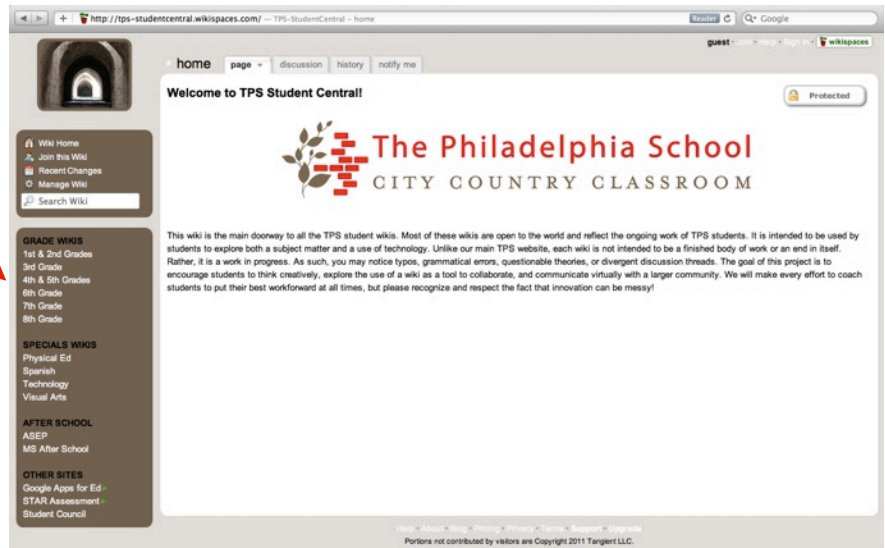 http://tps-studentcentral.wikispaces.com/ — TPS-StudentCentral – home
Reader
Google
guest · Join · Help · Sign In · wikispaces
home page discussion history notify me
Welcome to TPS Student Central!
Protected
The Philadelphia School
CITY COUNTRY CLASSROOM
Wiki Home
Join this Wiki
Recent Changes
Manage Wiki
Search Wiki
GRADE WIKIS
1st & 2nd Grades
3rd Grade
4th & 5th Grades
6th Grade
7th Grade
8th Grade
SPECIALS WIKIS
Physical Ed
Spanish
Technology
Visual Arts
AFTER SCHOOL
ASEP
MS After School
OTHER SITES
Google Apps for Ed
STAR Assessment
Student Council
This wiki is the main doorway to all the TPS student wikis. Most of these wikis are open to the world and reflect the ongoing work of TPS students. It is intended to be used by
students to explore both a subject matter and a use of technology. Unlike our main TPS website, each wiki is not intended to be a finished body of work or an end in itself.
Rather, it is a work in progress. As such, you may notice typos, grammatical errors, questionable theories, or divergent discussion threads. The goal of this project is to
encourage students to think creatively, explore the use of a wiki as a tool to collaborate, and communicate virtually with a larger community. We will make every effort to coach
students to put their best workforward at all times, but please recognize and respect the fact that innovation can be messy!
Help · About · Blog · Pricing · Privacy · Terms · Support · Upgrade
Portions not contributed by visitors are Copyright 2011 Tangient LLC.